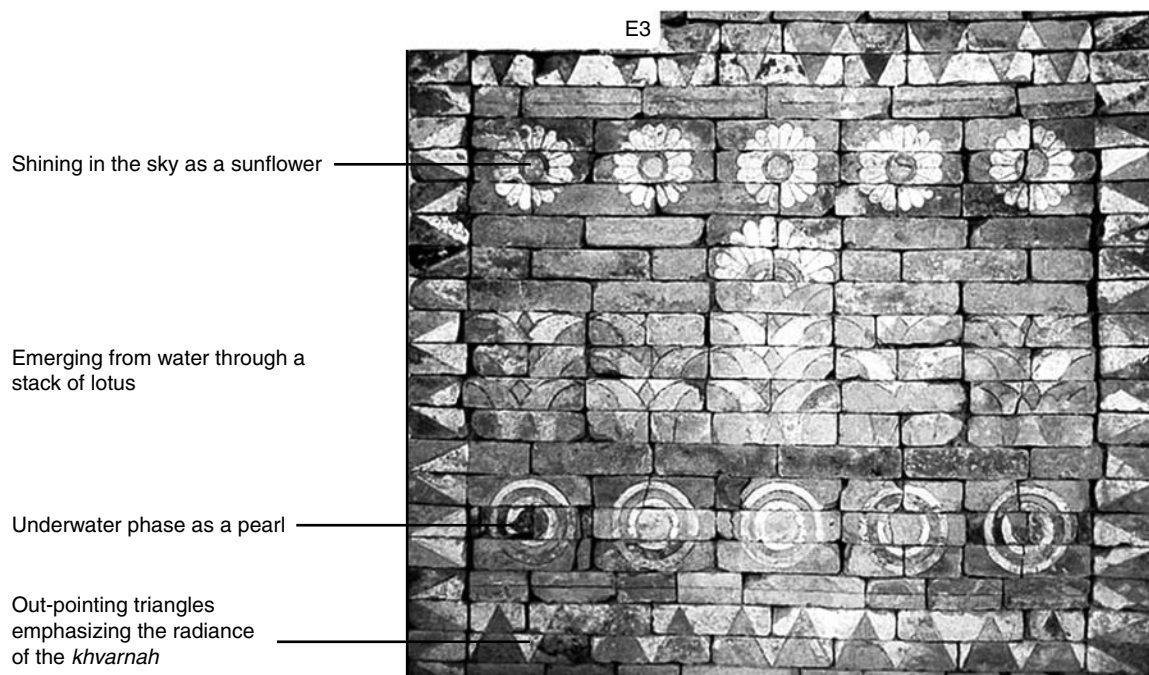 E3
Shining in the sky as a sunflower
Emerging from water through a
stack of lotus
Underwater phase as a pearl
Out-pointing triangles
emphasizing the radiance
of the khvarnah